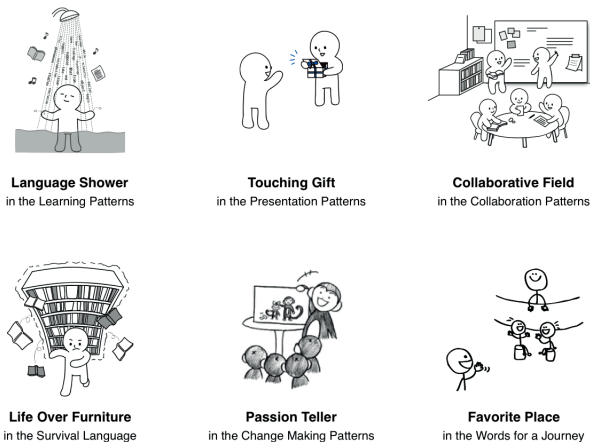 Language Shower
in the Learning Patterns
Touching Gift
in the Presentation Patterns
Collaborative Field
in the Collaboration Patterns
Life Over Furniture
in the Survival Language
Passion Teller
in the Change Making Patterns
Favorite Place
in the Words for a Journey